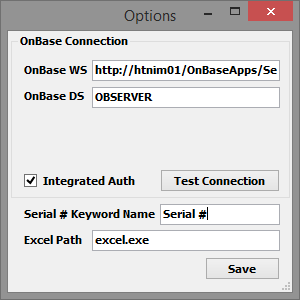 Options
OnBase Connection
OnBase WS http://htnim01/OnBaseApps/Se
OnBase DS OBSERVER
Integrated Auth Test Connection
Serial # Keyword Name Serial #
Excel Path excel.exe
Save